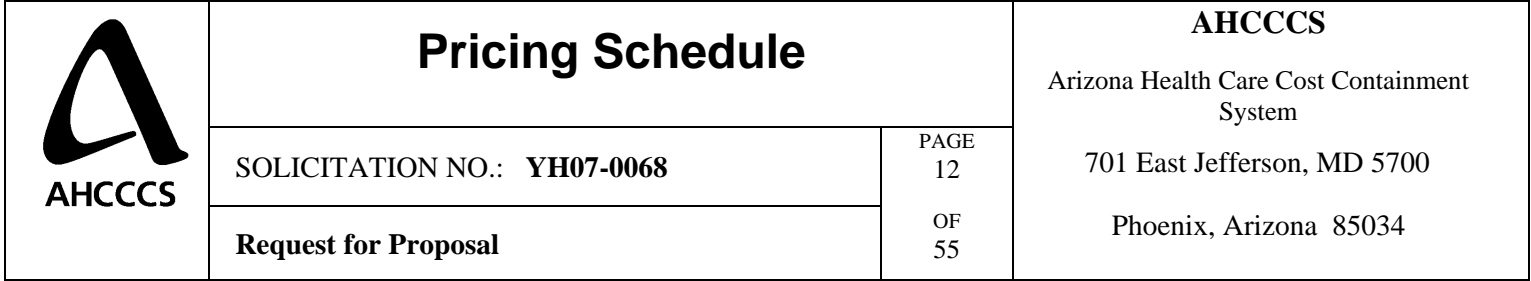 AHCCCS
Pricing Schedule
SOLICITATION NO.: YH07-0068
Request for Proposal
PAGE
12
OF
55
AHCCCS
Arizona Health Care Cost Containment
System
701 East Jefferson, MD 5700
Phoenix, Arizona 85034